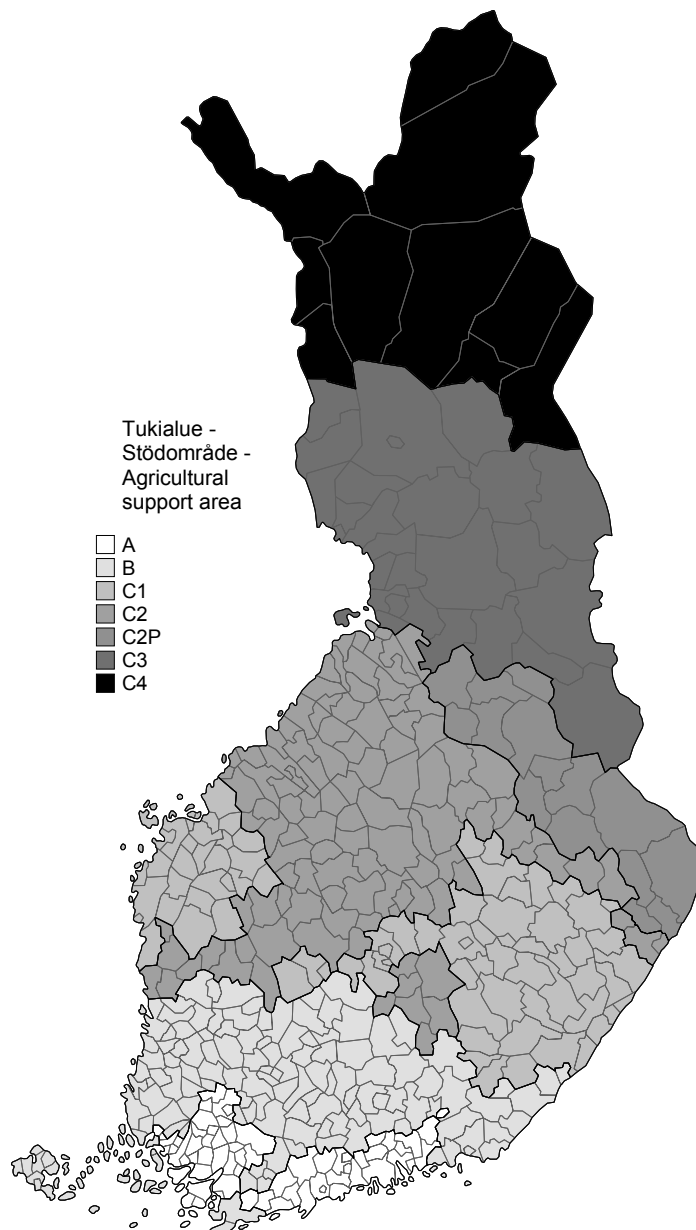 Tukialue -
Stödområde -
Agricultural
support area
A
B
C1
C2
C2P
C3
C4